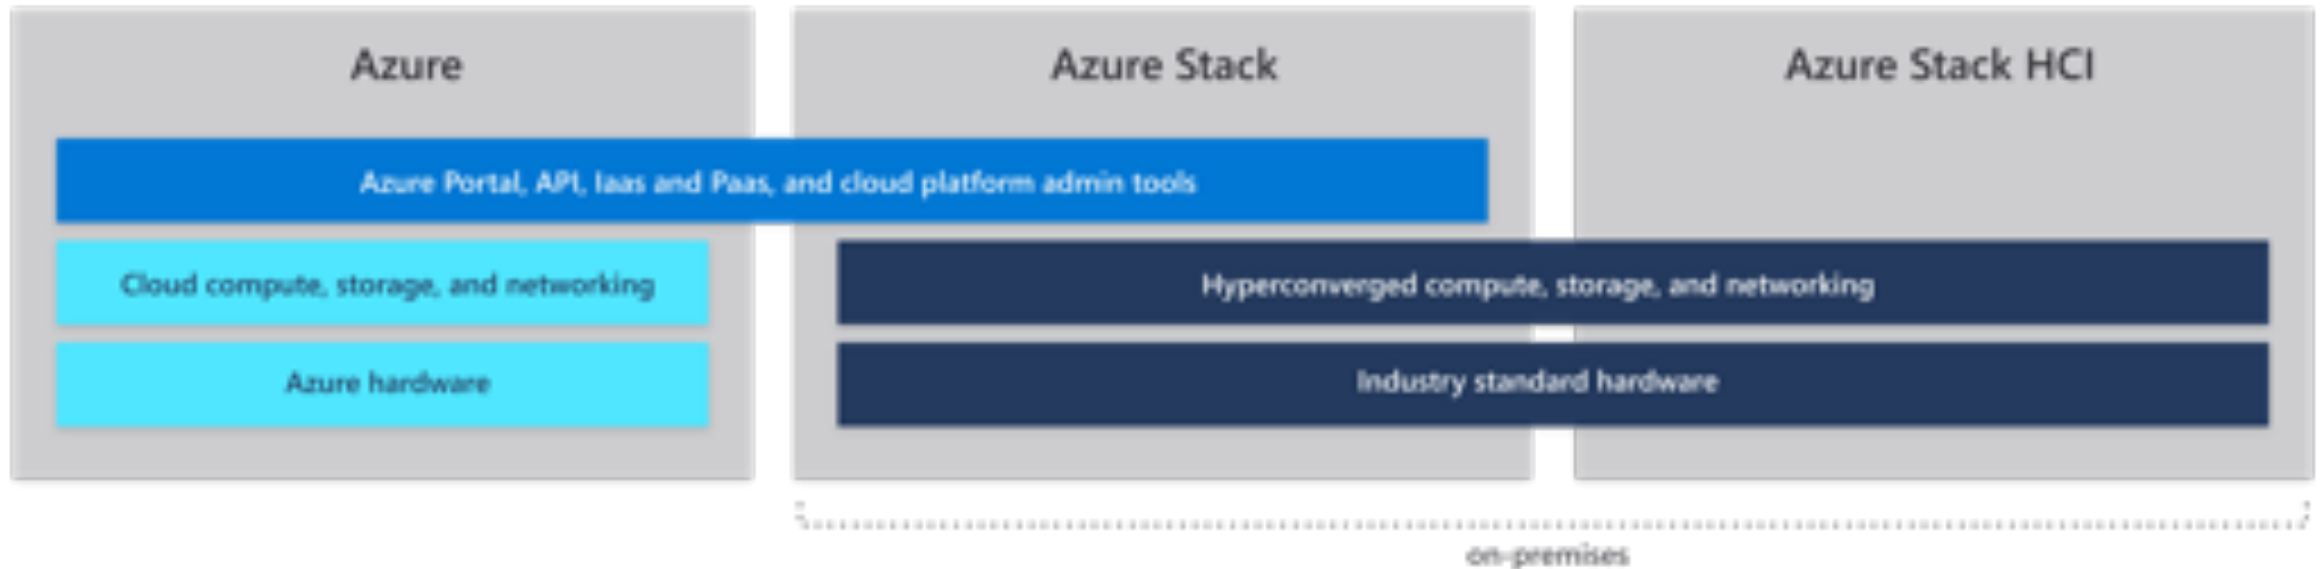 Azure
Azure Stack
Azure Stack HCI
Azure Portal, API, Iaas and Paas, and cloud platform admin tools
Cloud compute, storage, and networking
Hyperconverged compute, storage, and networking
Azure hardware
Industry standard hardware
on-premises